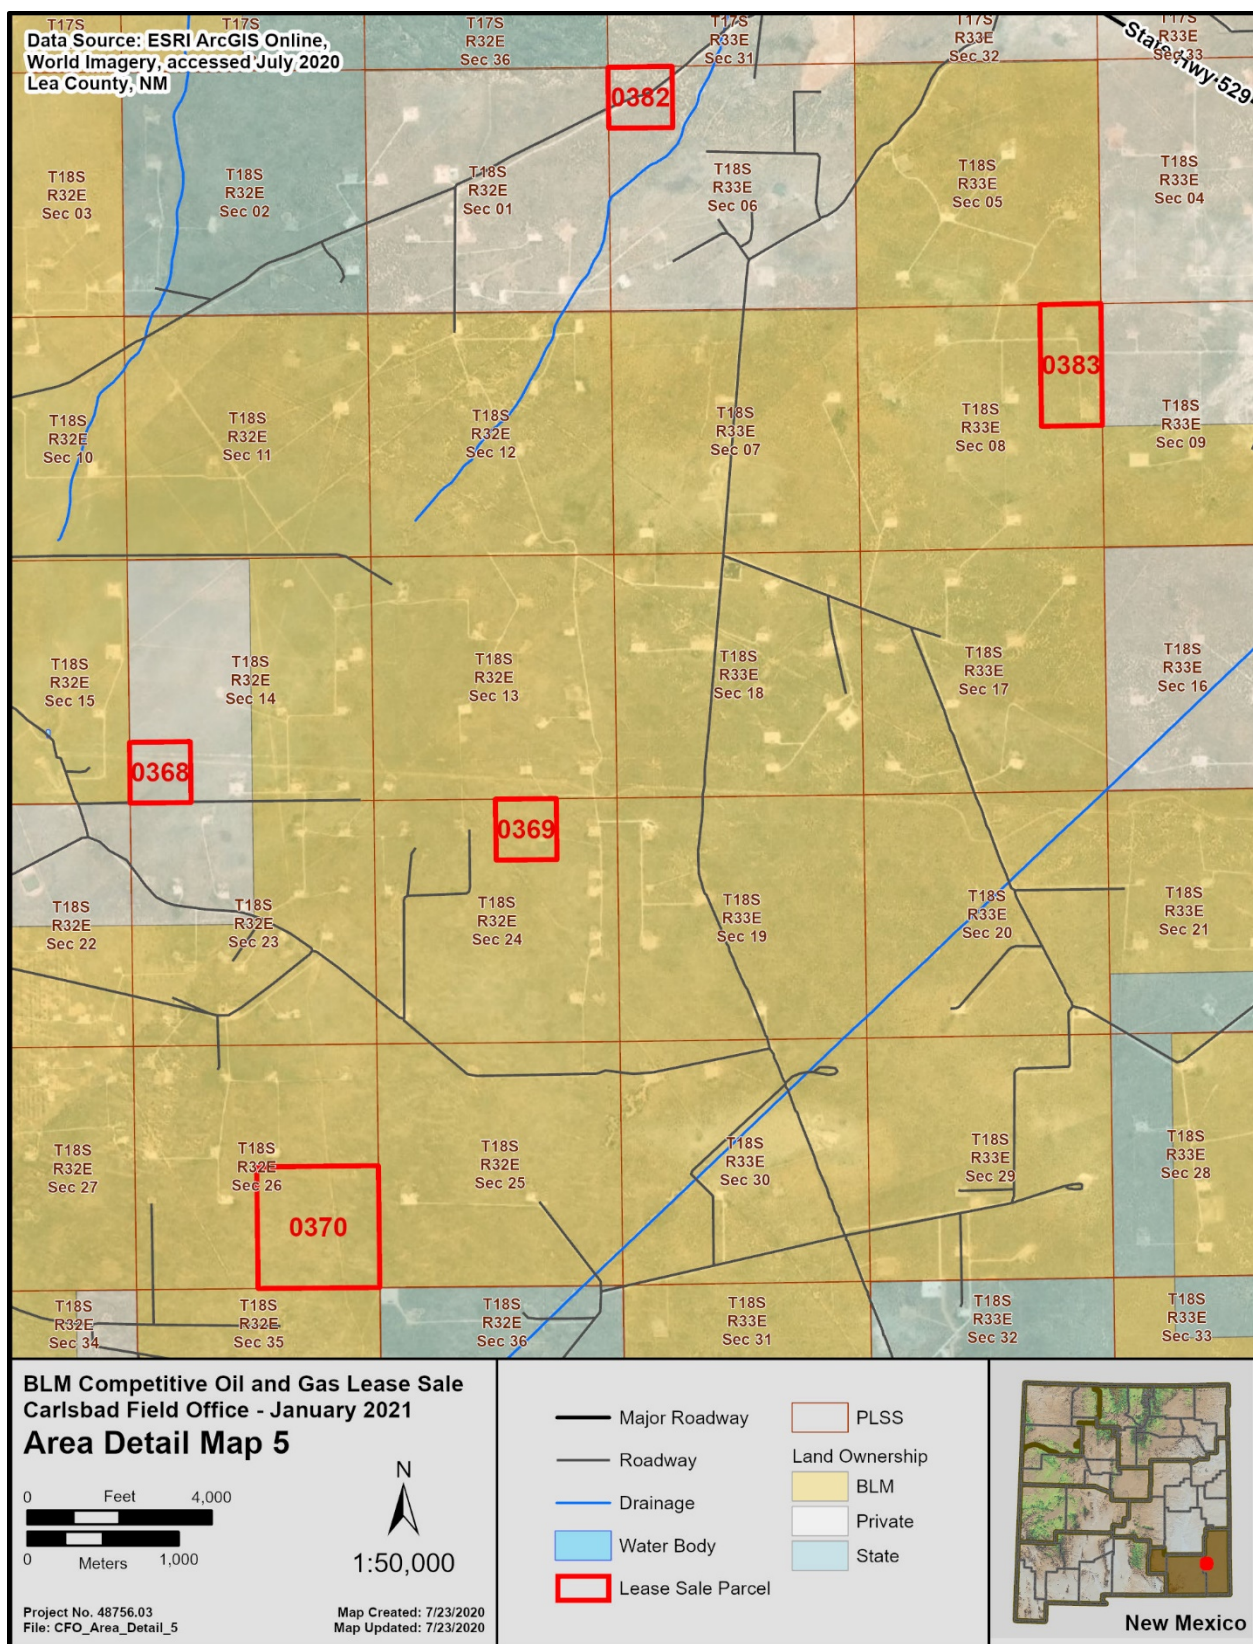 T17S
T17S
R32E
Sec 36
T17S
R33E
Sec 31
T17S
R33E
Sec 32
T17S
R33E
Sec 33
Data Source: ESRI ArcGIS Online,
World Imagery, accessed July 2020
Lea County, NM
State Hwy 529
0382
T18S
R32E
Sec 03
T18S
R32E
Sec 02
T18S
R32E
Sec 01
T18S
R33E
Sec 06
T18S
R33E
Sec 05
T18S
R33E
Sec 04
0383
T18S
R32E
Sec 10
T18S
R32E
Sec 11
T18S
R32E
Sec 12
T18S
R33E
Sec 07
T18S
R33E
Sec 08
T18S
R33E
Sec 09
T18S
R32E
Sec 15
T18S
R32E
Sec 14
T18S
R32E
Sec 13
T18S
R33E
Sec 18
T18S
R33E
Sec 17
T18S
R33E
Sec 16
0368
0369
T18S
R32E
Sec 22
T18S
R32E
Sec 23
T18S
R32E
Sec 24
T18S
R33E
Sec 19
T18S
R33E
Sec 20
T18S
R33E
Sec 21
T18S
R32E
Sec 27
T18S
R32E
Sec 26
T18S
R32E
Sec 25
T18S
R33E
Sec 30
T18S
R33E
Sec 29
T18S
R33E
Sec 28
0370
T18S
R32E
Sec 34
T18S
R32E
Sec 35
T18S
R32E
Sec 36
T18S
R33E
Sec 31
T18S
R33E
Sec 32
T18S
R33E
Sec 33
BLM Competitive Oil and Gas Lease Sale
Carlsbad Field Office - January 2021
Area Detail Map 5
0 Feet 4,000
0 Meters 1,000
N
1:50,000
Project No. 48756.03
File: CFO_Area_Detail_5
Map Created: 7/23/2020
Map Updated: 7/23/2020
Major Roadway
Roadway
Drainage
Water Body
Lease Sale Parcel
PLSS
Land Ownership
BLM
Private
State
New Mexico